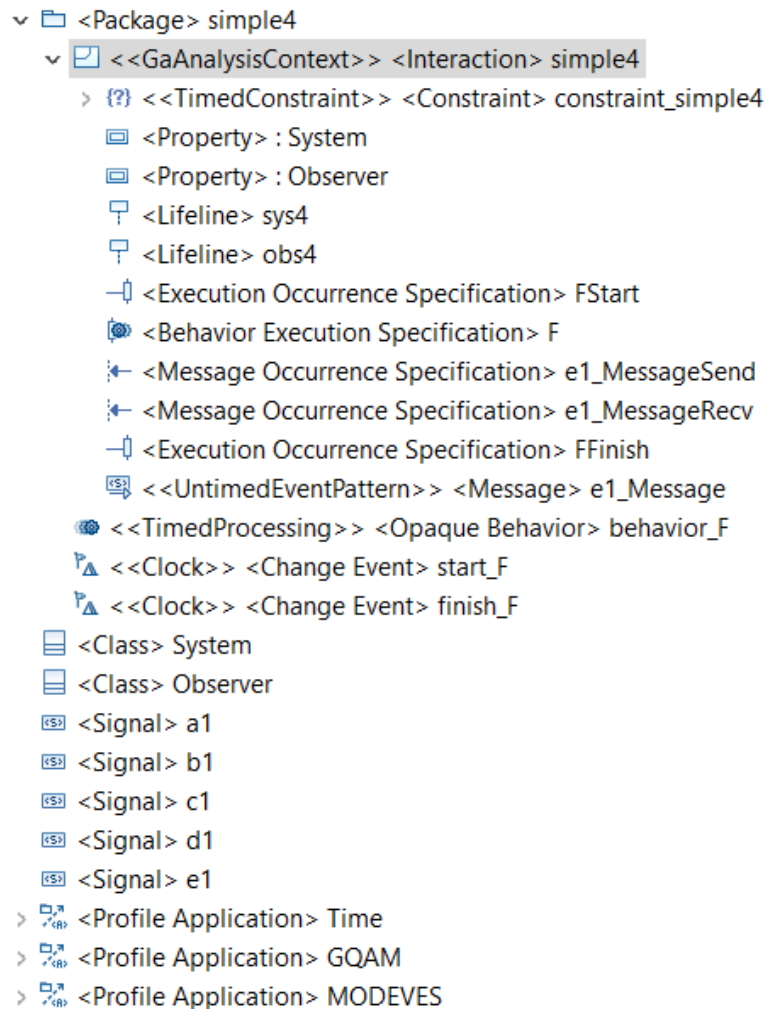 <Package> simple4
<<GaAnalysisContext>> <Interaction> simple4
<<TimedConstraint>> <Constraint> constraint_simple4
<Property> : System
<Property> : Observer
<Lifeline> sys4
<Lifeline> obs4
<Execution Occurrence Specification> FStart
<Behavior Execution Specification> F
<Message Occurrence Specification> e1_MessageSend
<Message Occurrence Specification> e1_MessageRecv
<Execution Occurrence Specification> FFinish
<<UntimedEventPattern>> <Message> e1_Message
<<TimedProcessing>> <Opaque Behavior> behavior_F
<<Clock>> <Change Event> start_F
<<Clock>> <Change Event> finish_F
<Class> System
<Class> Observer
<Signal> a1
<Signal> b1
<Signal> c1
<Signal> d1
<Signal> e1
<Profile Application> Time
<Profile Application> GQAM
<Profile Application> MODEVES